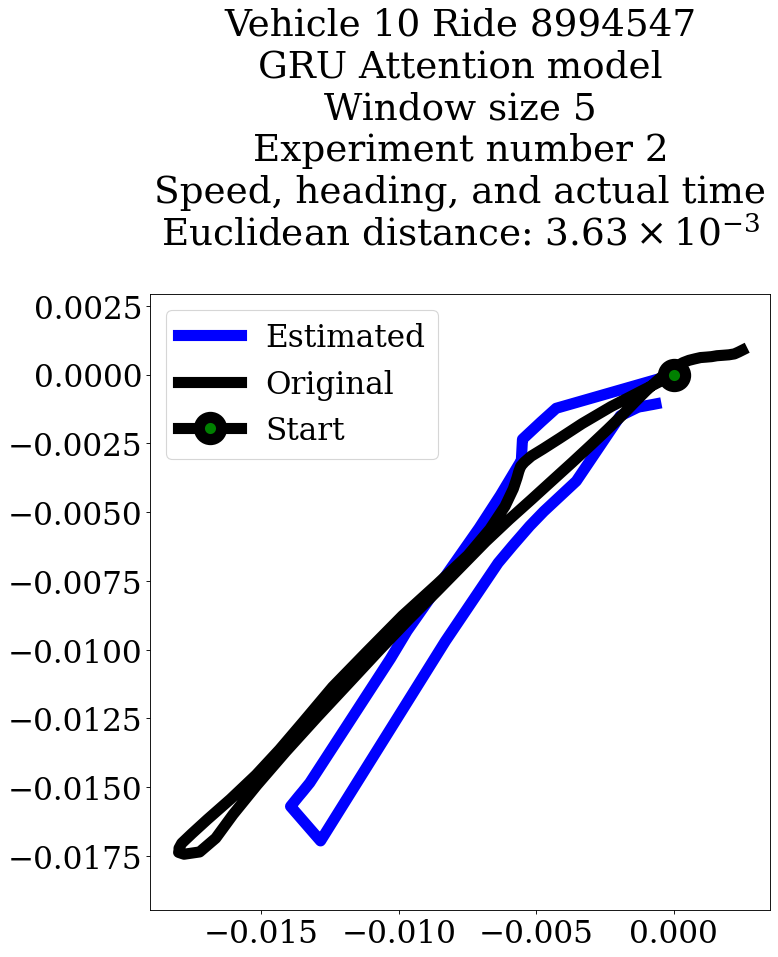 Vehicle 10 Ride 8994547
GRU Attention model
Window size 5
Experiment number 2
Speed, heading, and actual time
Euclidean distance: 3.63 × 10⁻³
Estimated
Original
Start
0.0025
0.0000
−0.0025
−0.0050
−0.0075
−0.0100
−0.0125
−0.0150
−0.0175
−0.015 −0.010 −0.005 0.000